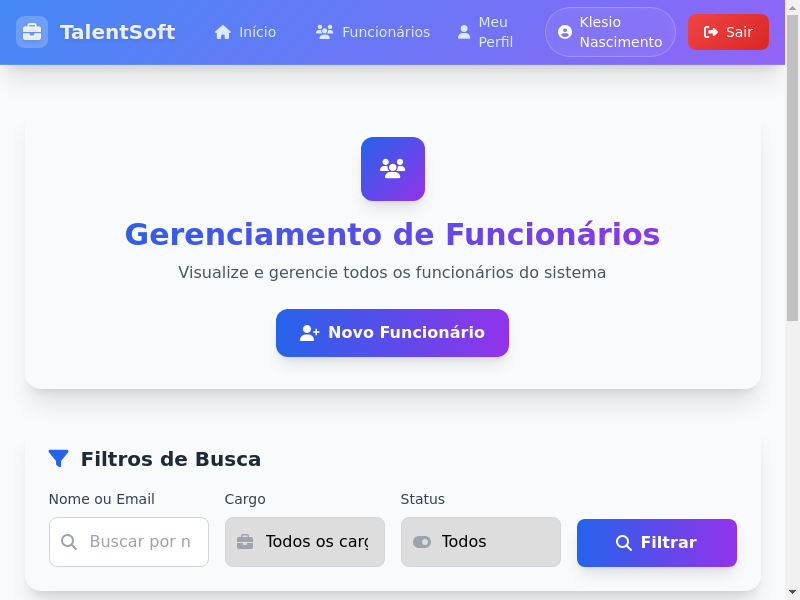 TalentSoft
Início
Funcionários
Meu
Perfil
Klesio
Nascimento
Sair
Gerenciamento de Funcionários
Visualize e gerencie todos os funcionários do sistema
Novo Funcionário
Filtros de Busca
Nome ou Email
Cargo
Status
Buscar por n
Todos os carg
Todos
Filtrar